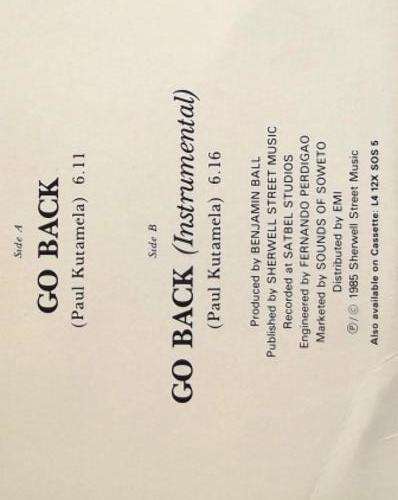 Side A
GO BACK
(Paul Kutamela) 6.11
Side B
GO BACK (Instrumental)
(Paul Kutamela) 6.16
Produced by BENJAMIN BALL
Published by SHERWELL STREET MUSIC
Recorded at SATBEL STUDIOS
Engineered by FERNANDO PERDIGAO
Marketed by SOUNDS OF SOWETO
Distributed by EMI
℗/© 1985 Sherwell Street Music
Also available on Cassette: L4 12X SOS 5